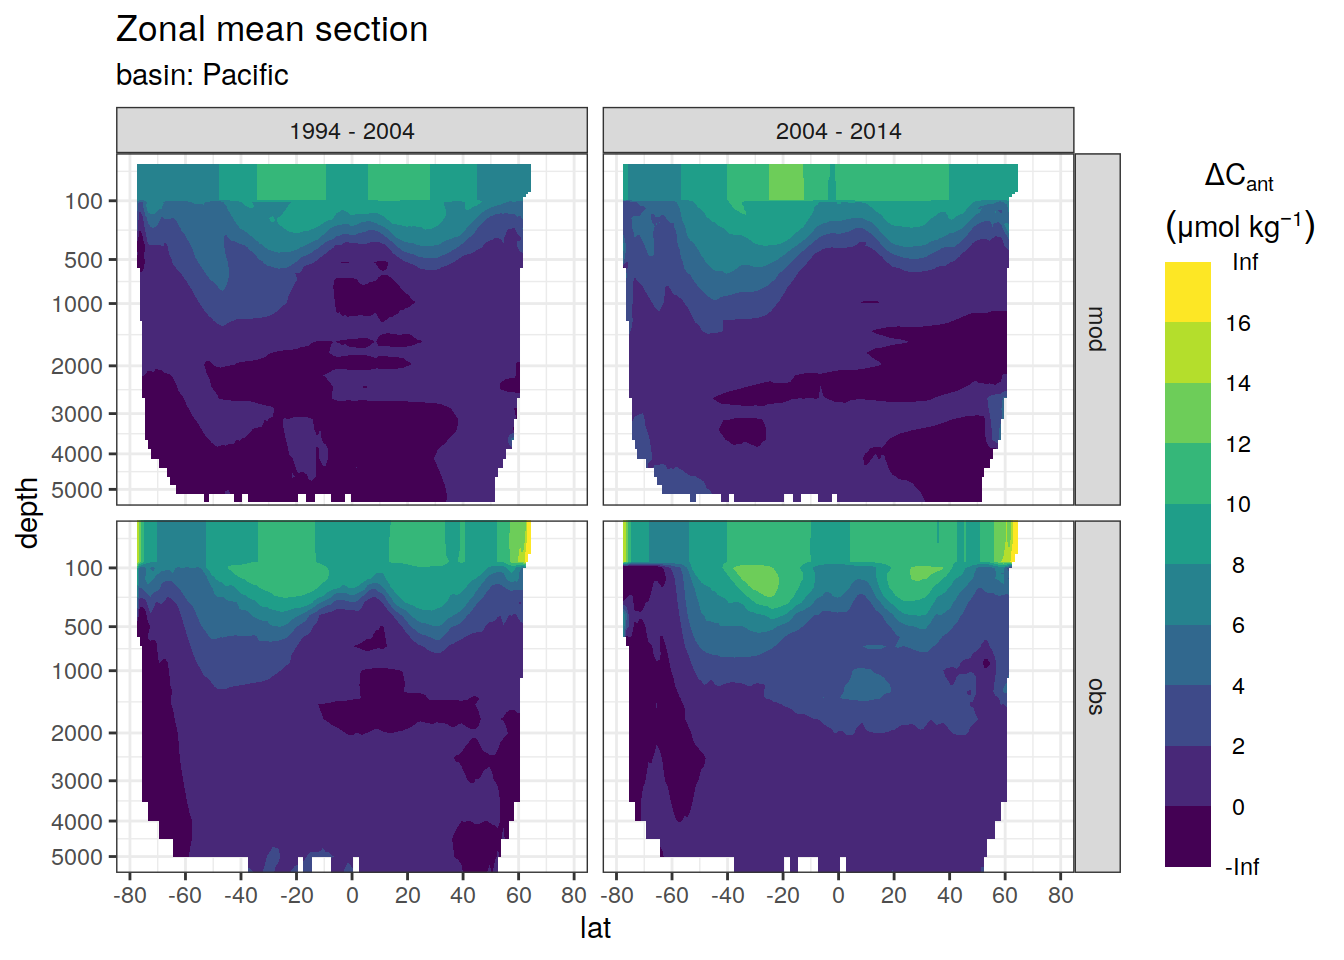 Zonal mean section
basin: Pacific
1994 - 2004
2004 - 2014
mod
obs
depth
100
500
1000
2000
3000
4000
5000
100
500
1000
2000
3000
4000
5000
-80 -60 -40 -20 0 20 40 60 80
-80 -60 -40 -20 0 20 40 60 80
lat
ΔCant
(µmol kg⁻¹)
Inf
16
14
12
10
8
6
4
2
0
-Inf